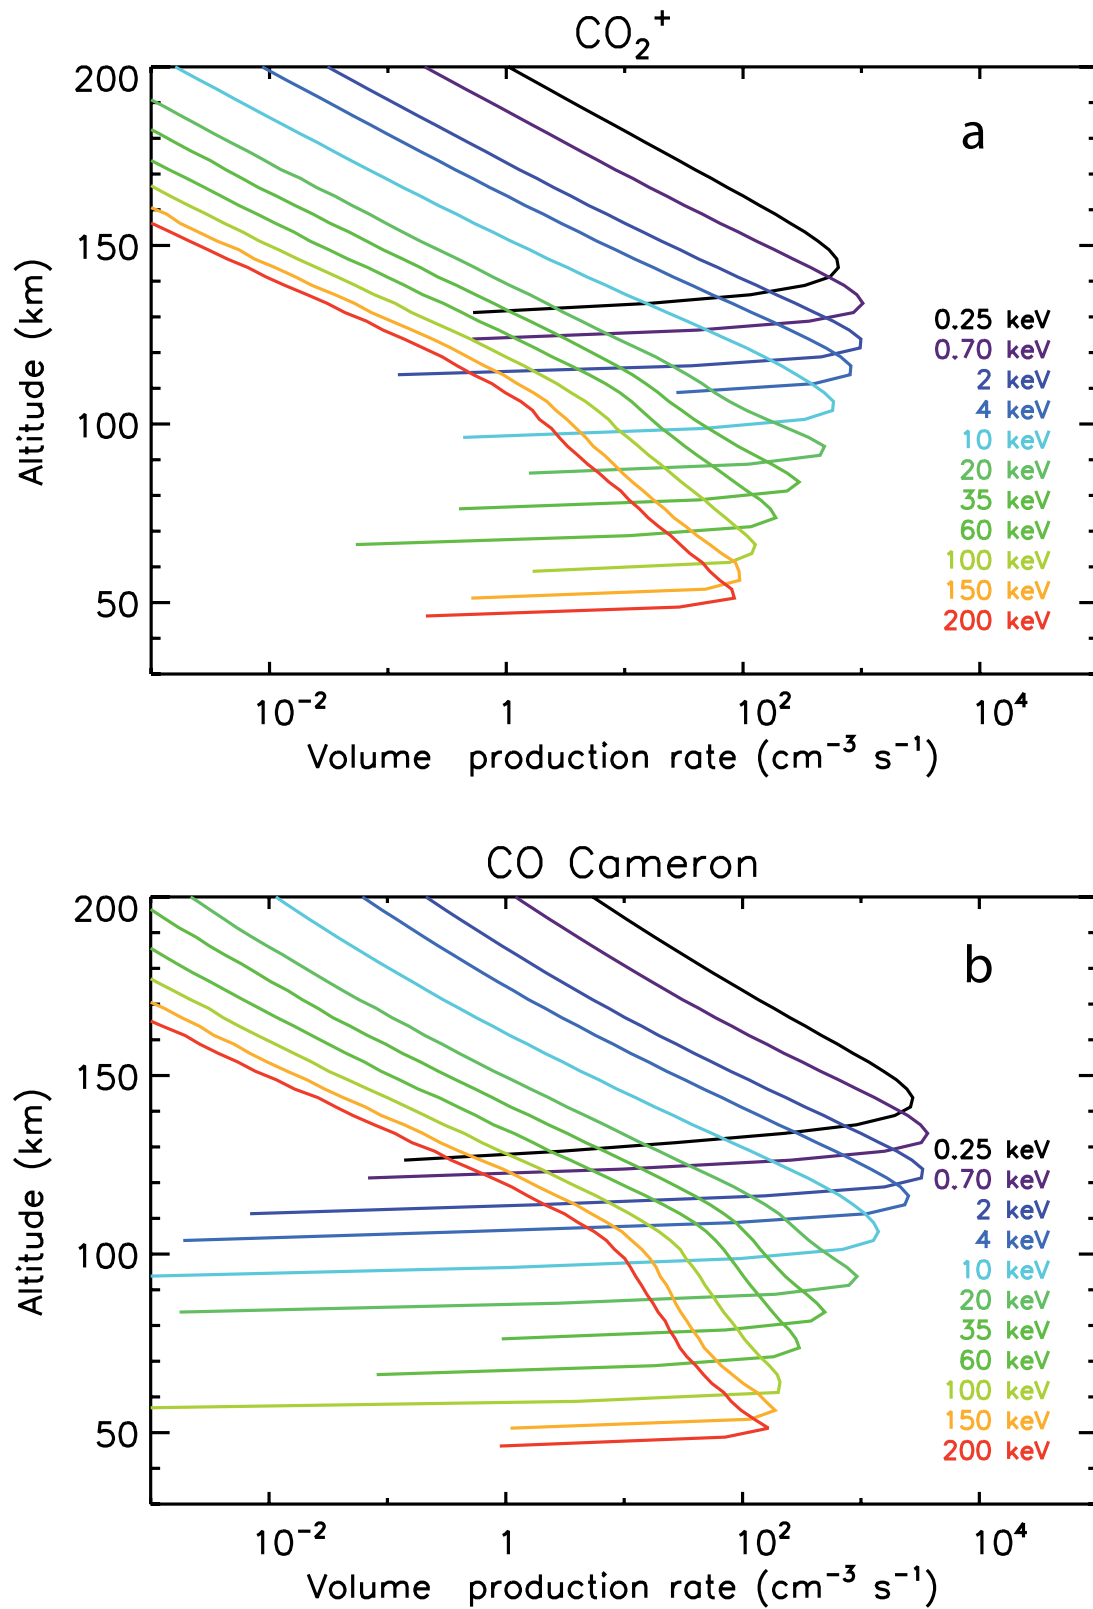 CO₂⁺
a
200
150
100
50
Altitude (km)
0.25 keV
0.70 keV
2 keV
4 keV
10 keV
20 keV
35 keV
60 keV
100 keV
150 keV
200 keV
10⁻² 1 10² 10⁴
Volume production rate (cm⁻³ s⁻¹)
CO Cameron
b
200
150
100
50
Altitude (km)
0.25 keV
0.70 keV
2 keV
4 keV
10 keV
20 keV
35 keV
60 keV
100 keV
150 keV
200 keV
10⁻² 1 10² 10⁴
Volume production rate (cm⁻³ s⁻¹)